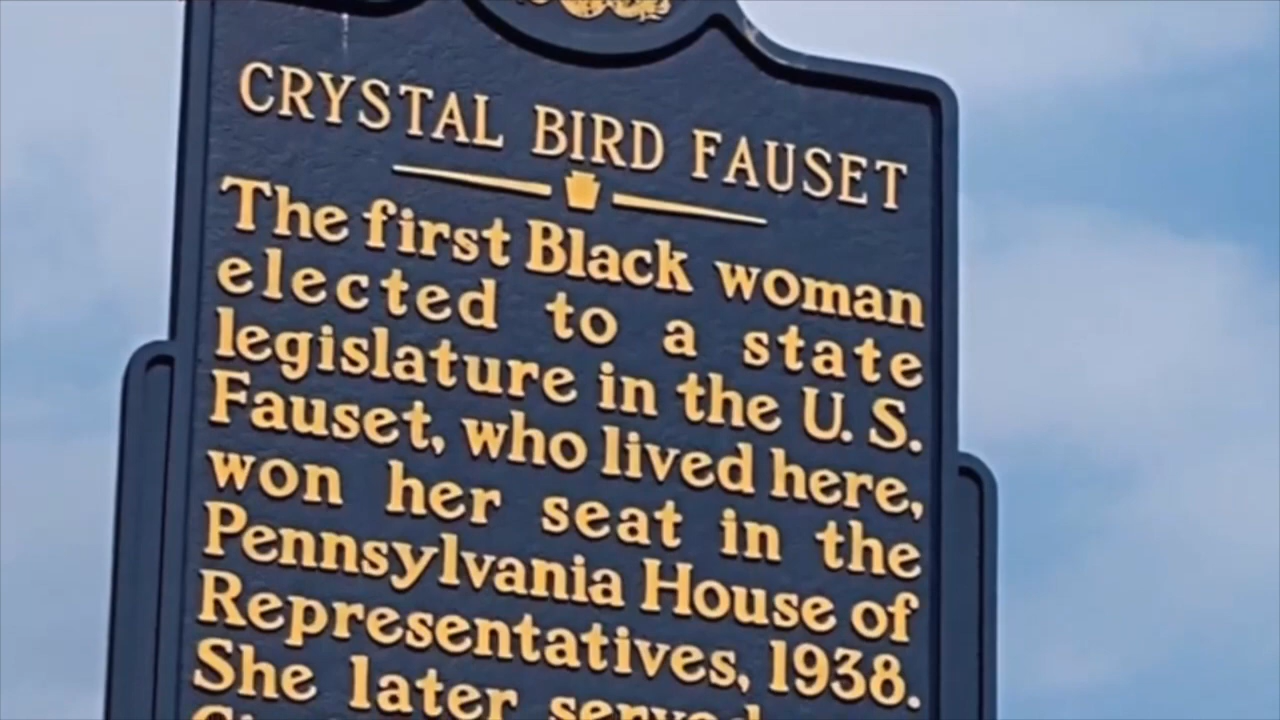 CRYSTAL BIRD FAUSET
The first Black woman
elected to a state
legislature in the U.S.
Fauset, who lived here,
won her seat in the
Pennsylvania House of
Representatives, 1938.
She later served